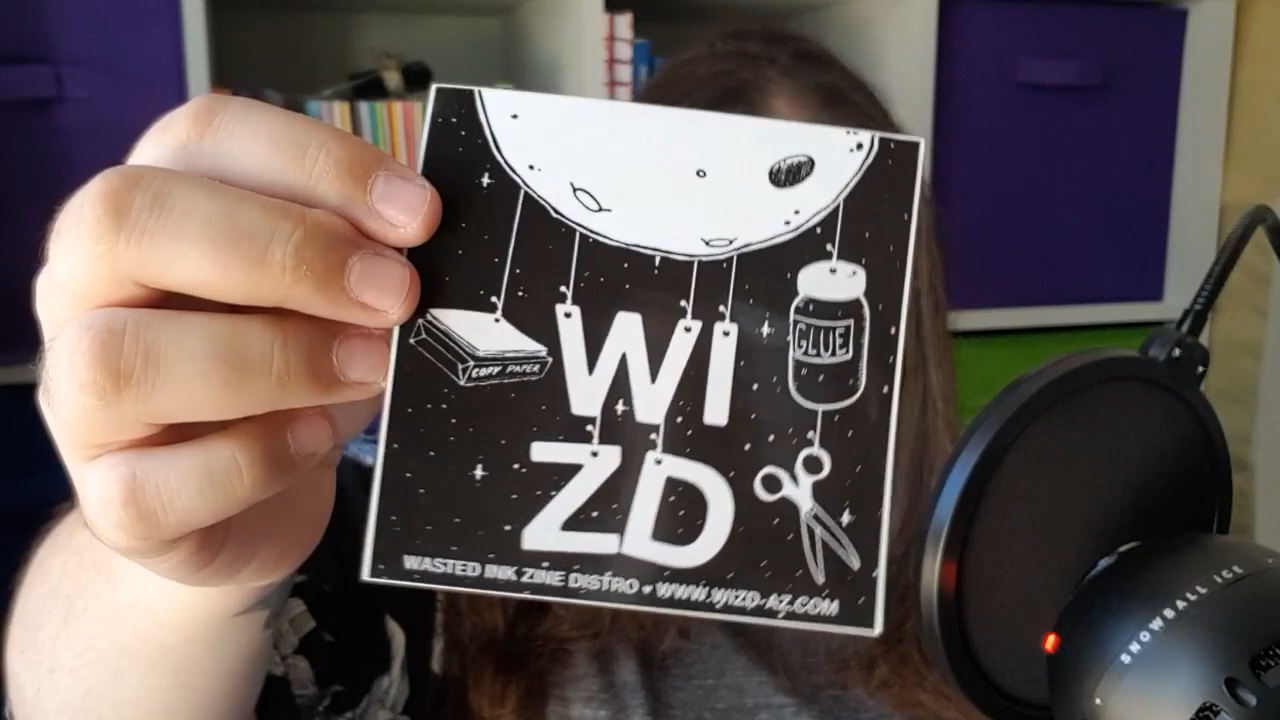 COPY PAPER
WI
GLUE
ZD
WASTED INK ZINE DISTRO • WWW.WIZD-AZ.COM
SNOWBALL ICE